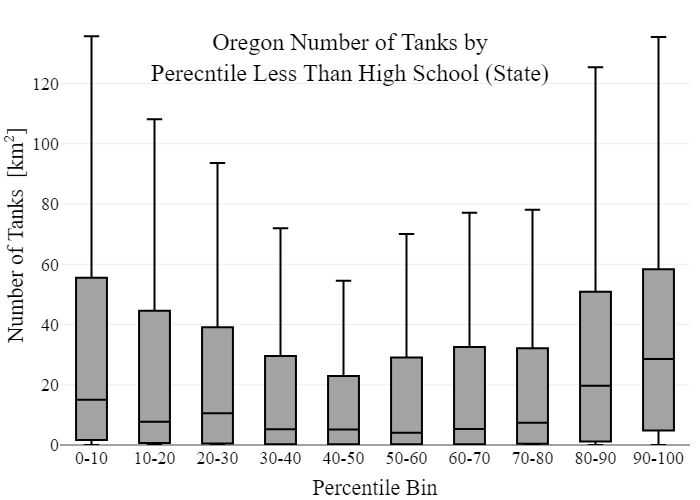 Oregon Number of Tanks by
Perecntile Less Than High School (State)
Number of Tanks [km²]
120
100
80
60
40
20
0
0-10 10-20 20-30 30-40 40-50 50-60 60-70 70-80 80-90 90-100
Percentile Bin